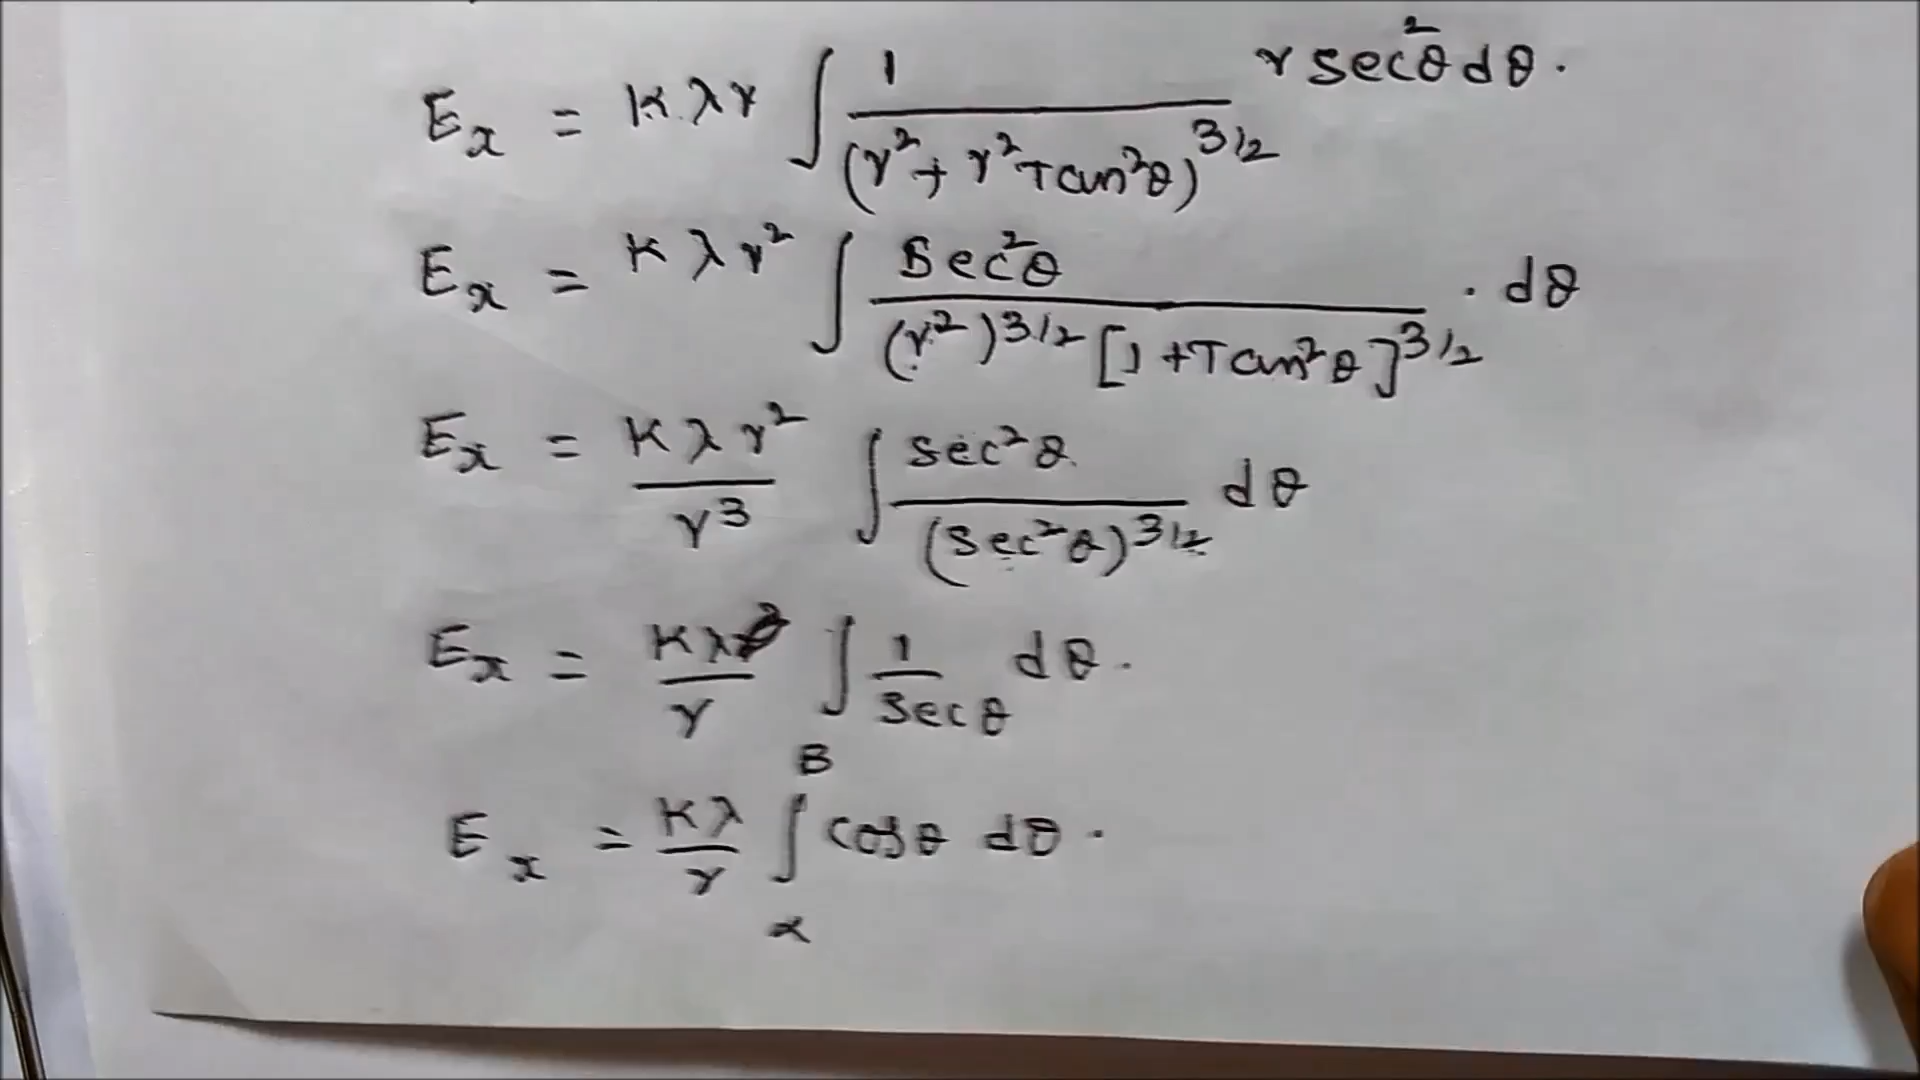 Eₓ = Kλr ∫ 1/(r² + r²Tan²θ)^3/2 r sec²θ dθ.
Eₓ = Kλr² ∫ Sec²θ/((r²)^3/2 [1+Tan²θ]^3/2) . dθ
Eₓ = Kλr²/r³ ∫ Sec²θ/(Sec²θ)^3/2 dθ
Eₓ = Kλ/r ∫ 1/Secθ dθ.
Eₓ = Kλ/r ∫_α^B cosθ dθ.